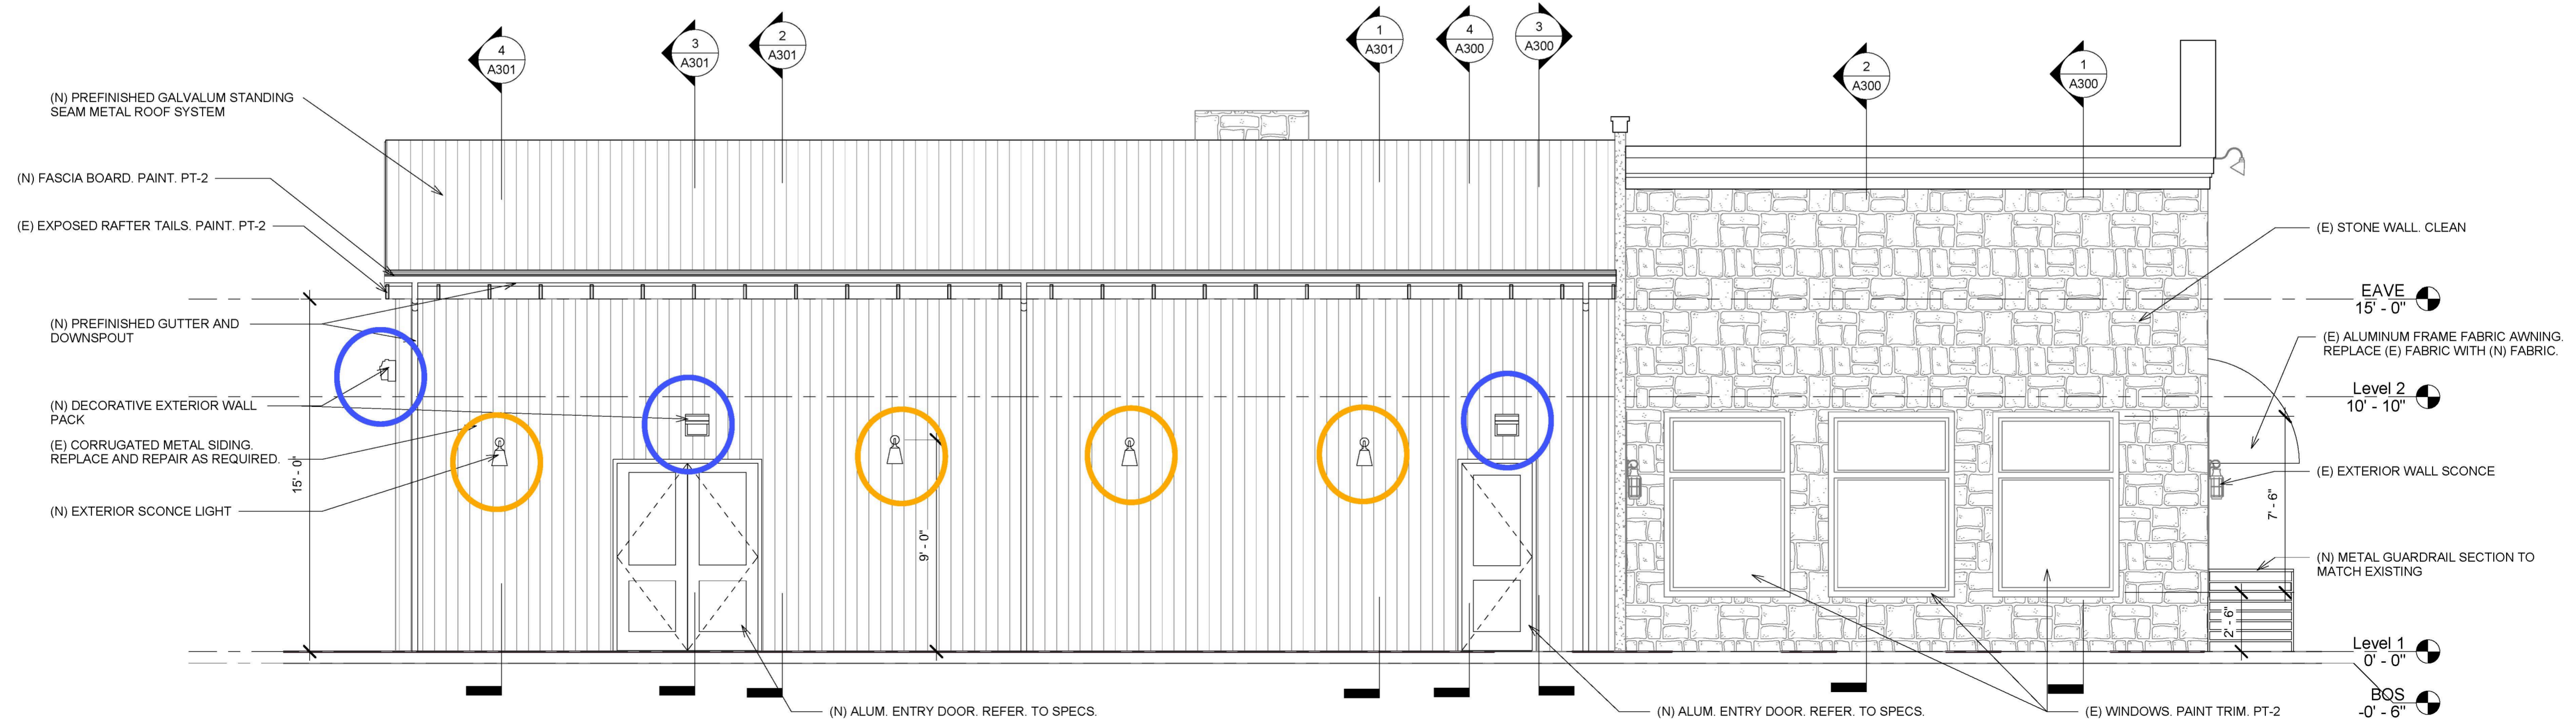 4
A301
3
A301
2
A301
1
A301
4
A300
3
A300
2
A300
1
A300
(N) PREFINISHED GALVALUM STANDING
SEAM METAL ROOF SYSTEM
(N) FASCIA BOARD. PAINT. PT-2
(E) EXPOSED RAFTER TAILS. PAINT. PT-2
(N) PREFINISHED GUTTER AND
DOWNSPOUT
(N) DECORATIVE EXTERIOR WALL
PACK
(E) CORRUGATED METAL SIDING.
REPLACE AND REPAIR AS REQUIRED.
(N) EXTERIOR SCONCE LIGHT
15' - 0"
9' - 0"
(E) STONE WALL. CLEAN
EAVE
15' - 0"
(E) ALUMINUM FRAME FABRIC AWNING.
REPLACE (E) FABRIC WITH (N) FABRIC.
Level 2
10' - 10"
(E) EXTERIOR WALL SCONCE
7' - 6"
(N) METAL GUARDRAIL SECTION TO
MATCH EXISTING
2' - 6"
Level 1
0' - 0"
BOS
-0' - 6"
(N) ALUM. ENTRY DOOR. REFER. TO SPECS.
(N) ALUM. ENTRY DOOR. REFER. TO SPECS.
(E) WINDOWS. PAINT TRIM. PT-2